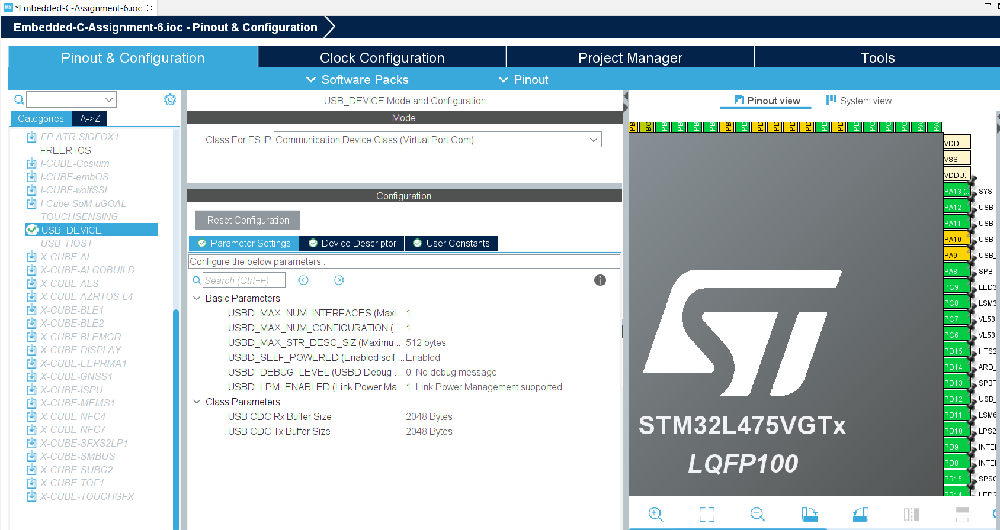 *Embedded-C-Assignment-6.ioc
Embedded-C-Assignment-6.ioc - Pinout & Configuration
Pinout & Configuration
Clock Configuration
Project Manager
Tools
Software Packs
Pinout
Categories
A->Z
FP-ATR-SIGFOX1
FREERTOS
I-CUBE-Cesium
I-CUBE-embOS
I-CUBE-wolfSSL
I-Cube-SoM-uGOAL
TOUCHSENSING
USB_DEVICE
USB_HOST
X-CUBE-AI
X-CUBE-ALGOBUILD
X-CUBE-ALS
X-CUBE-AZRTOS-L4
X-CUBE-BLE1
X-CUBE-BLE2
X-CUBE-BLEMGR
X-CUBE-DISPLAY
X-CUBE-EEPRMA1
X-CUBE-GNSS1
X-CUBE-ISPU
X-CUBE-MEMS1
X-CUBE-NFC4
X-CUBE-NFC7
X-CUBE-SFXS2LP1
X-CUBE-SMBUS
X-CUBE-SUBG2
X-CUBE-TOF1
X-CUBE-TOUCHGFX
USB_DEVICE Mode and Configuration
Mode
Class For FS IP Communication Device Class (Virtual Port Com)
Configuration
Reset Configuration
Parameter Settings
Device Descriptor
User Constants
Configure the below parameters :
Search (Ctrl+F)
Basic Parameters
USBD_MAX_NUM_INTERFACES (Maxi... 1
USBD_MAX_NUM_CONFIGURATION (... 1
USBD_MAX_STR_DESC_SIZ (Maximu... 512 bytes
USBD_SELF_POWERED (Enabled self ... Enabled
USBD_DEBUG_LEVEL (USBD Debug ... 0: No debug message
USBD_LPM_ENABLED (Link Power Ma... 1: Link Power Management supported
Class Parameters
USB CDC Rx Buffer Size 2048 Bytes
USB CDC Tx Buffer Size 2048 Bytes
Pinout view
System view
PB BO PB PB PB PB PB PD PD PD PD PD PD PD PD PC PC PC PA PA
VDD
VSS
VDDU..
PA13 (.. SYS_
PA12 USB_
PA11 USB_
PA10 USB_
PA9 USB_
PA8 SPBT
PC9 LED3
PC8 LSM3
PC7 VL53
PC6 VL53
PD15 HTS2
PD14 ARD_
PD13 SPBT
PD12 USB_
PD11 LSM6
PD10 LPS2
PD9 INTE
PD8 INTE
PB15 SPSG
PB14 LED2
MX
ST
STM32L475VGTx
LQFP100